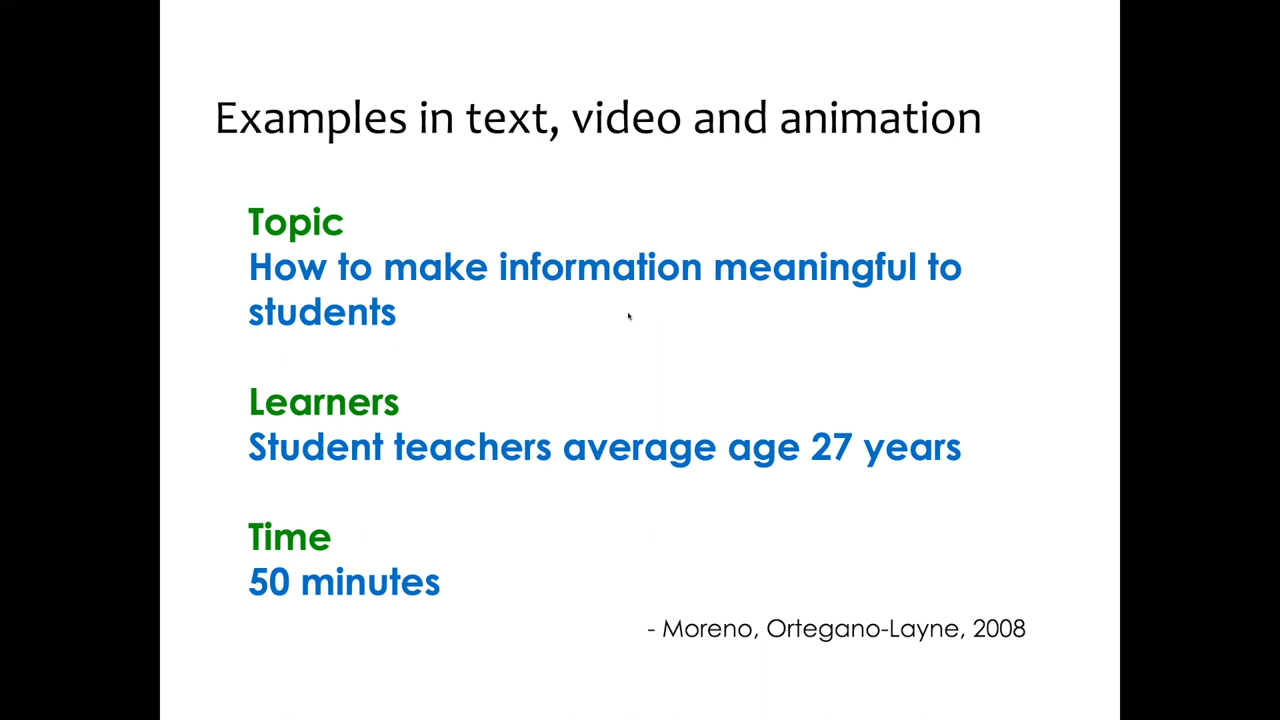 Examples in text, video and animation
Topic
How to make information meaningful to
students
Learners
Student teachers average age 27 years
Time
50 minutes
- Moreno, Ortegano-Layne, 2008